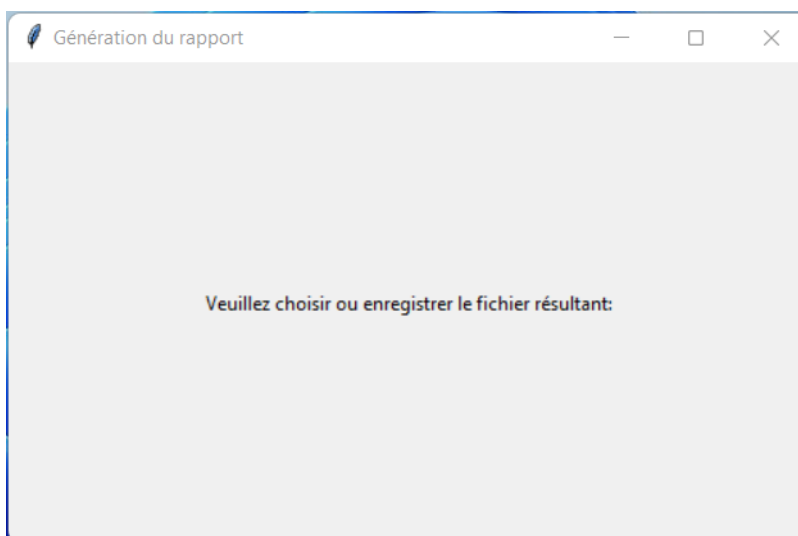 Génération du rapport
Veuillez choisir ou enregistrer le fichier résultant: